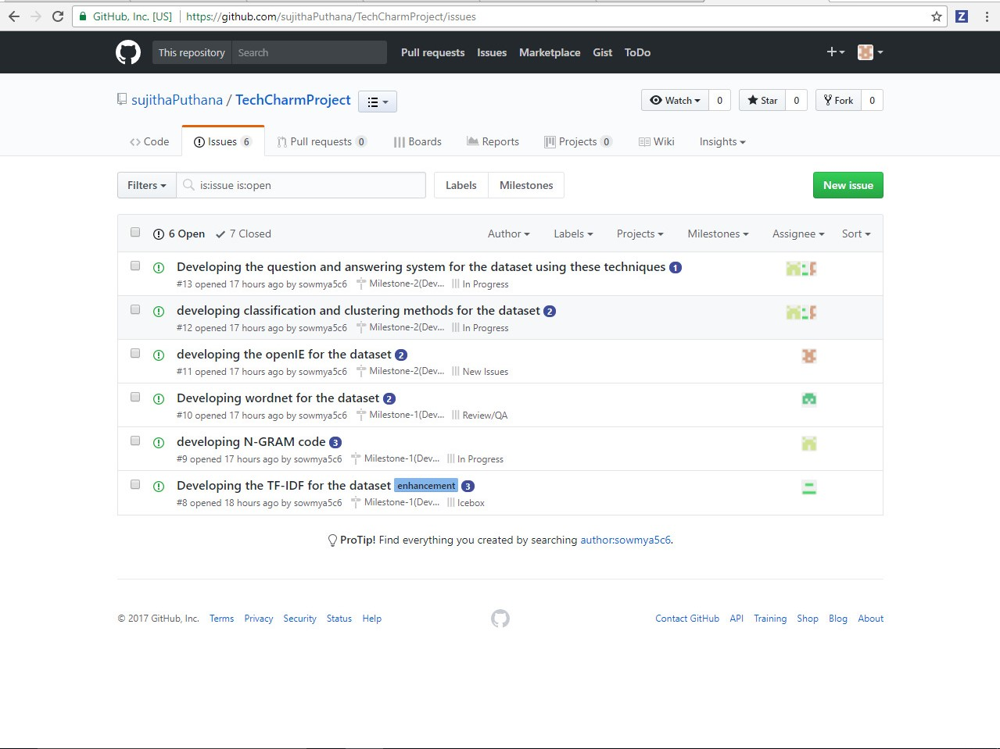 GitHub, Inc. [US] https://github.com/sujithaPuthana/TechCharmProject/issues Z
This repository Search Pull requests Issues Marketplace Gist ToDo
sujithaPuthana / TechCharmProject Watch 0 Star 0 Fork 0
Code Issues 6 Pull requests 0 Boards Reports Projects 0 Wiki Insights
Filters is:issue is:open Labels Milestones New issue
6 Open 7 Closed Author Labels Projects Milestones Assignee Sort
Developing the question and answering system for the dataset using these techniques 1
#13 opened 17 hours ago by sowmya5c6 Milestone-2(Dev... In Progress
developing classification and clustering methods for the dataset 2
#12 opened 17 hours ago by sowmya5c6 Milestone-2(Dev... In Progress
developing the openIE for the dataset 2
#11 opened 17 hours ago by sowmya5c6 Milestone-2(Dev... New Issues
Developing wordnet for the dataset 2
#10 opened 17 hours ago by sowmya5c6 Milestone-1(Dev... Review/QA
developing N-GRAM code 3
#9 opened 17 hours ago by sowmya5c6 Milestone-1(Dev... In Progress
Developing the TF-IDF for the dataset enhancement 3
#8 opened 18 hours ago by sowmya5c6 Milestone-1(Dev... Icebox
ProTip! Find everything you created by searching author:sowmya5c6.
© 2017 GitHub, Inc. Terms Privacy Security Status Help Contact GitHub API Training Shop Blog About